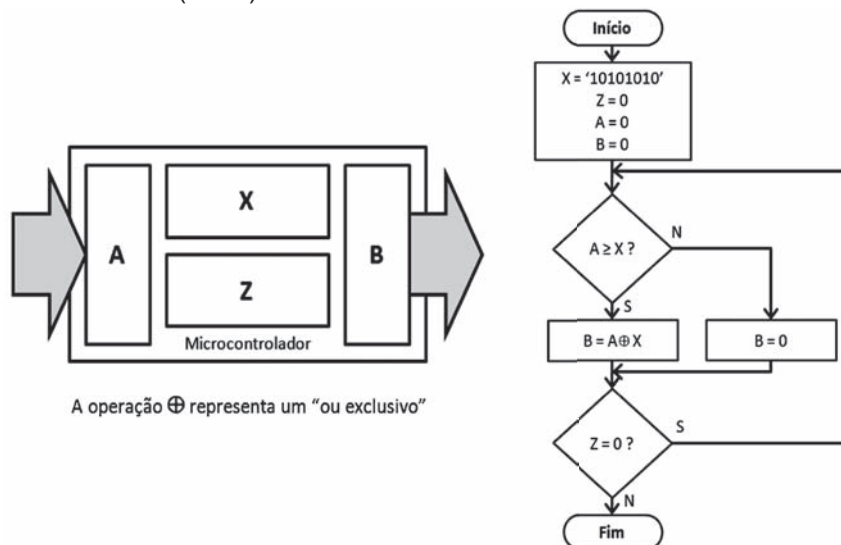 A
X
Z
B
Microcontrolador
A operação ⊕ representa um “ou exclusivo”
Início
X = ‘10101010’
Z = 0
A = 0
B = 0
A ≥ X ?
N
S
B = A⊕X
B = 0
Z = 0 ?
S
N
Fim